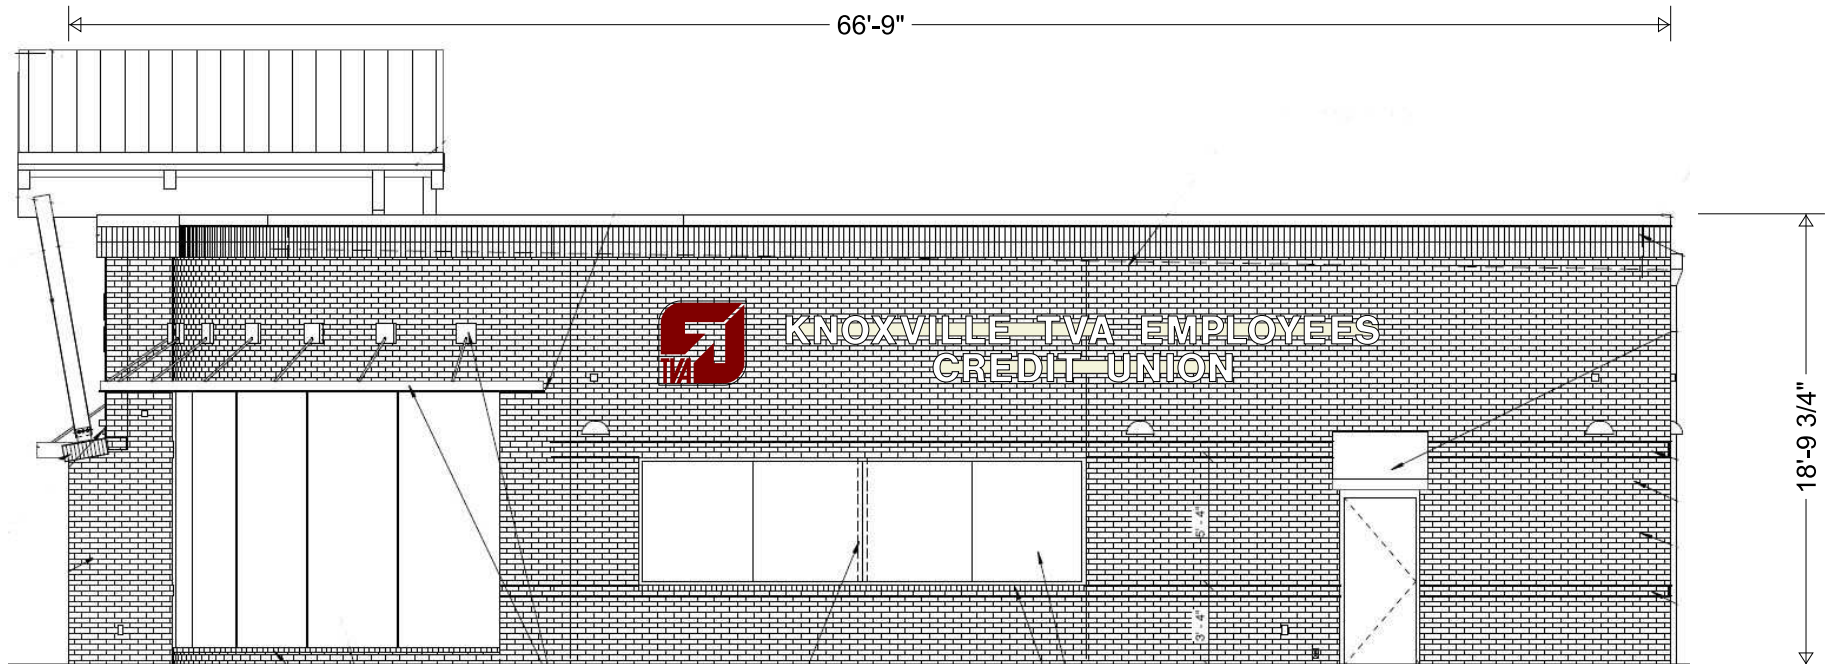 66'-9"
KNOXVILLE TVA EMPLOYEES
CREDIT UNION
TVA
18'-9 3/4"
5' - 4"
3' - 4"